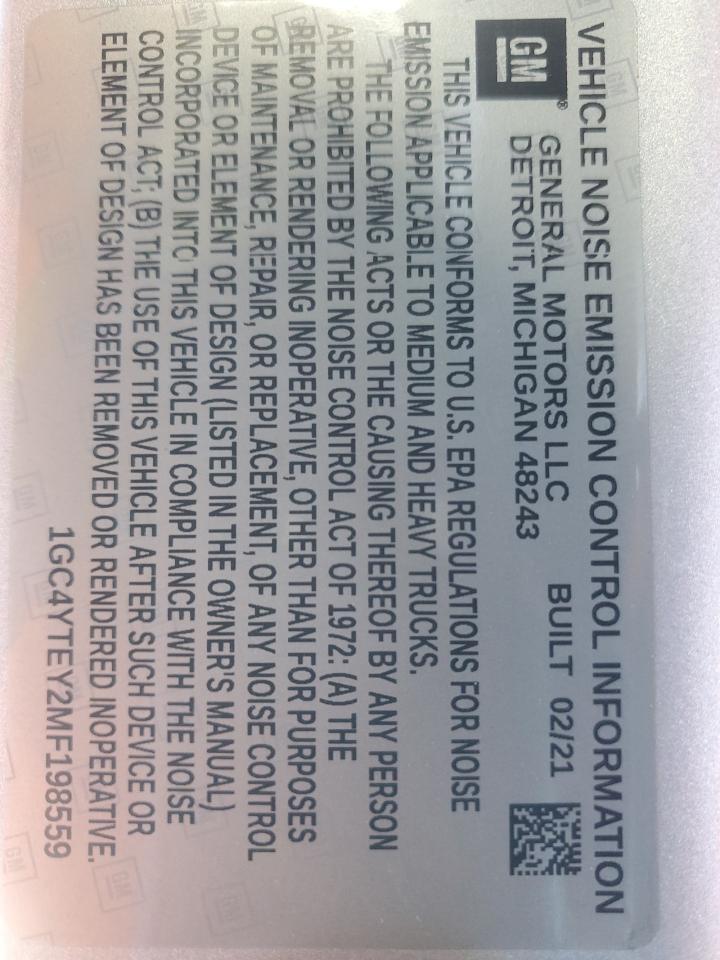 VEHICLE NOISE EMISSION CONTROL INFORMATION
GM®
GENERAL MOTORS LLC BUILT 02/21
DETROIT, MICHIGAN 48243
THIS VEHICLE CONFORMS TO U.S. EPA REGULATIONS FOR NOISE
EMISSION APPLICABLE TO MEDIUM AND HEAVY TRUCKS.
THE FOLLOWING ACTS OR THE CAUSING THEREOF BY ANY PERSON
ARE PROHIBITED BY THE NOISE CONTROL ACT OF 1972: (A) THE
REMOVAL OR RENDERING INOPERATIVE, OTHER THAN FOR PURPOSES
OF MAINTENANCE, REPAIR, OR REPLACEMENT, OF ANY NOISE CONTROL
DEVICE OR ELEMENT OF DESIGN (LISTED IN THE OWNER'S MANUAL)
INCORPORATED INTO THIS VEHICLE IN COMPLIANCE WITH THE NOISE
CONTROL ACT; (B) THE USE OF THIS VEHICLE AFTER SUCH DEVICE OR
ELEMENT OF DESIGN HAS BEEN REMOVED OR RENDERED INOPERATIVE.
1GC4YTEY2MF198559